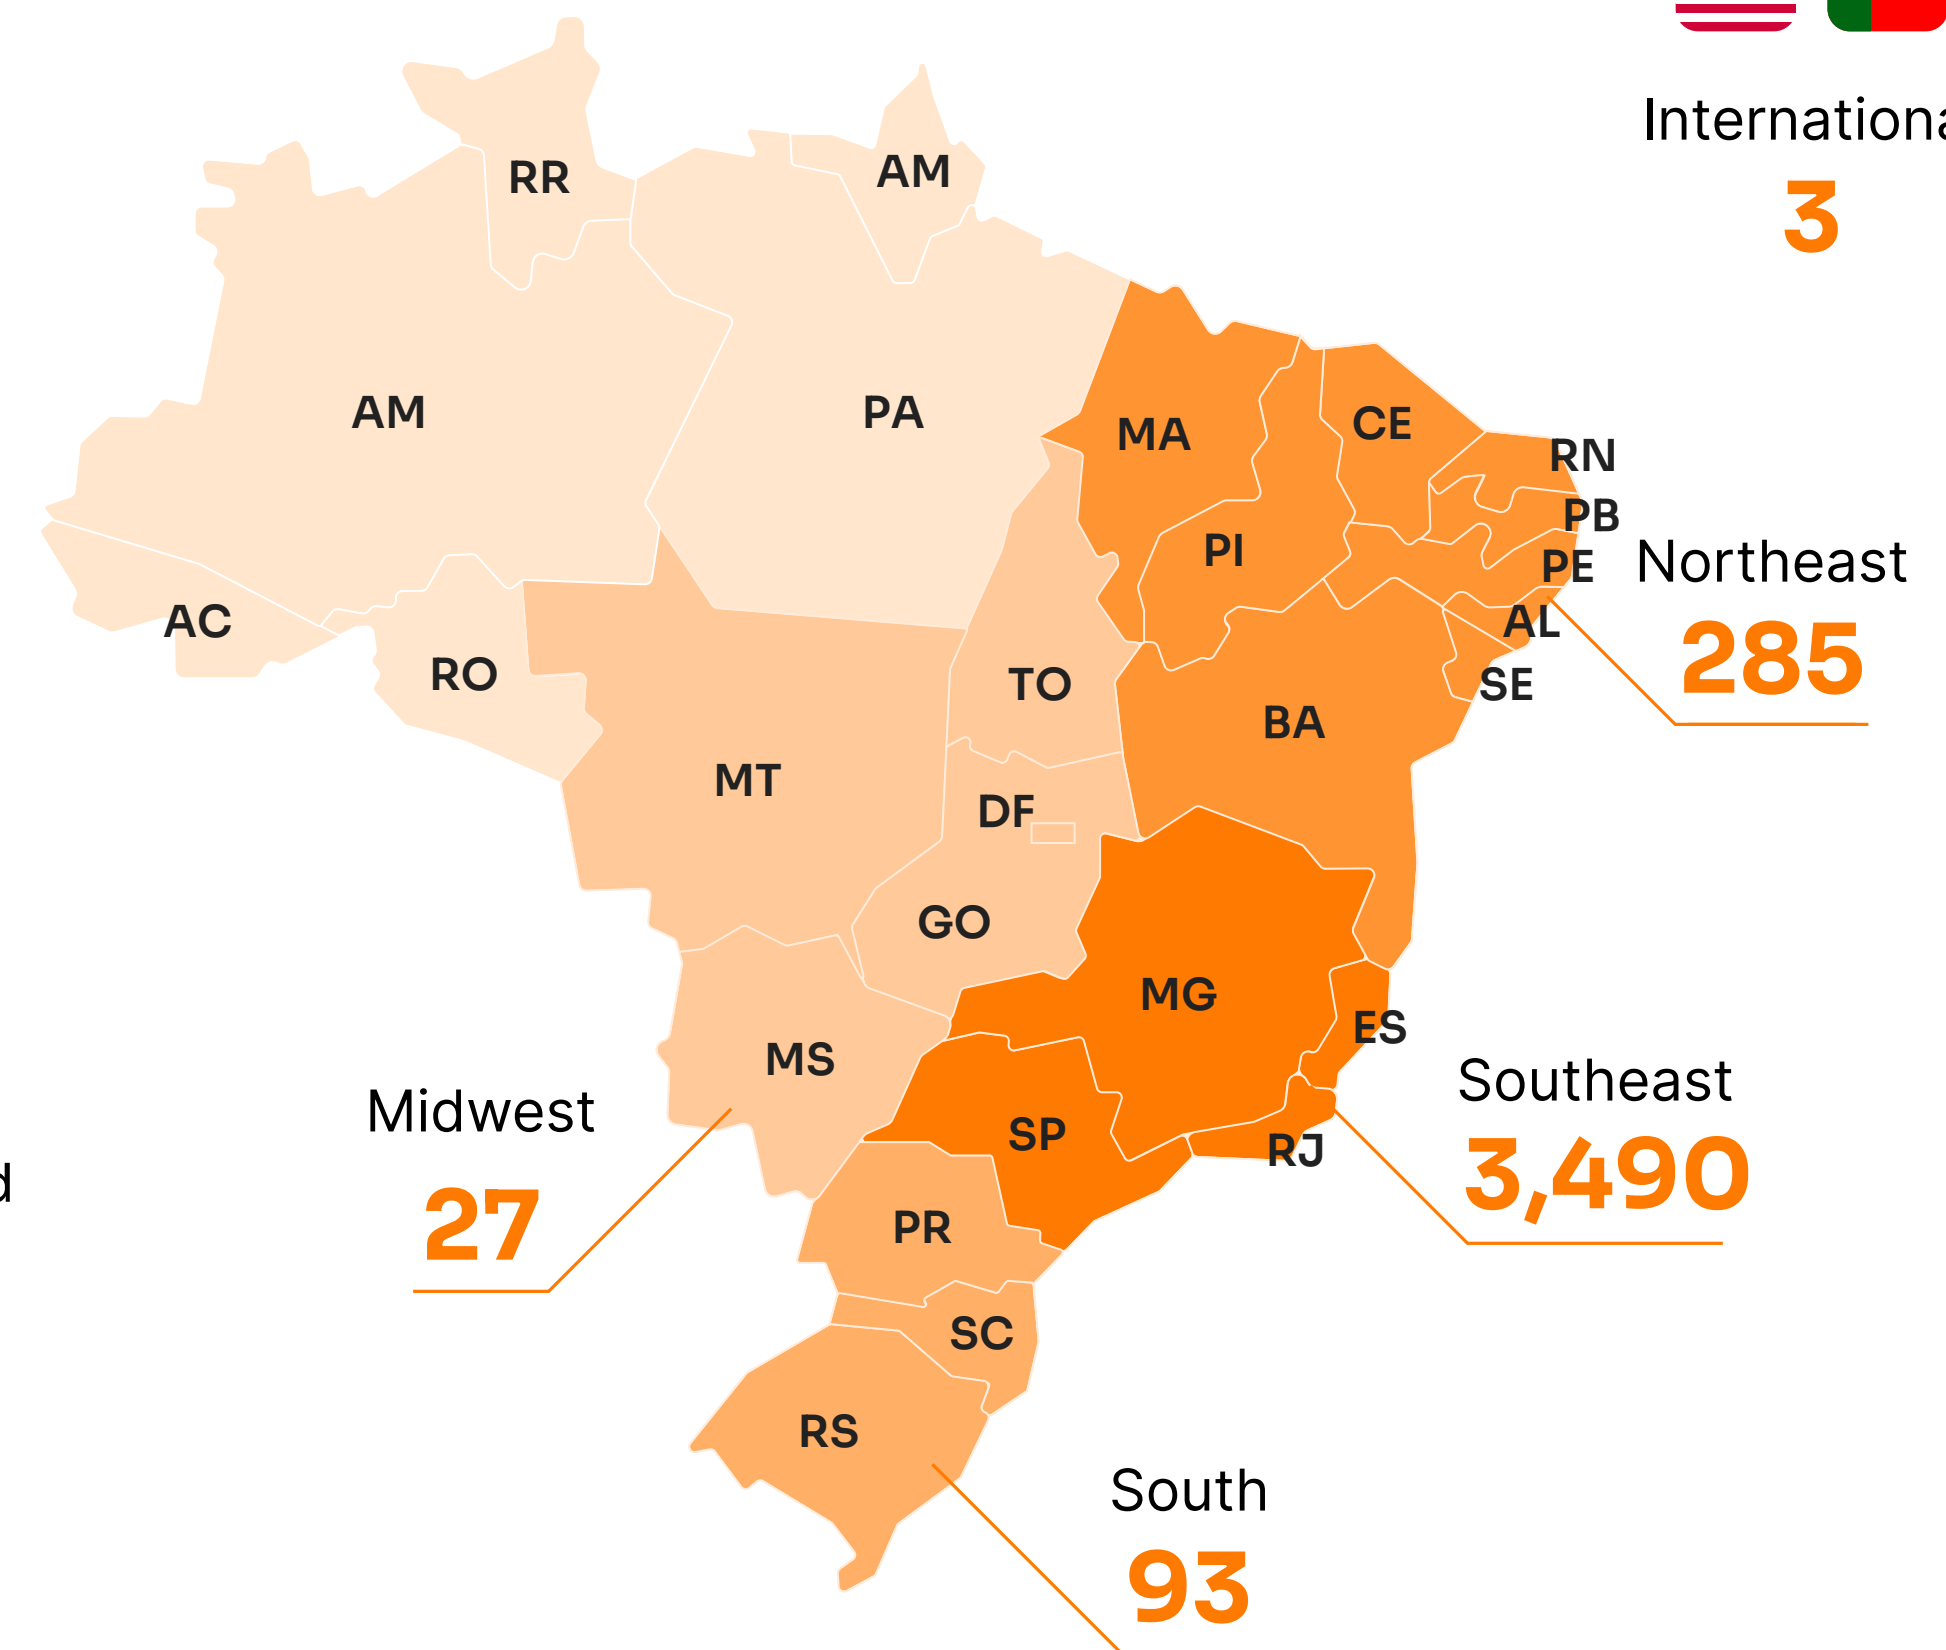 Internationa
3
RR
AM
AM
PA
MA
CE
RN
PB
PI
PE
Northeast
AC
AL
285
RO
TO
SE
BA
MT
DF
GO
MG
ES
MS
Southeast
Midwest
SP
RJ
3,490
d
27
PR
SC
RS
South
93